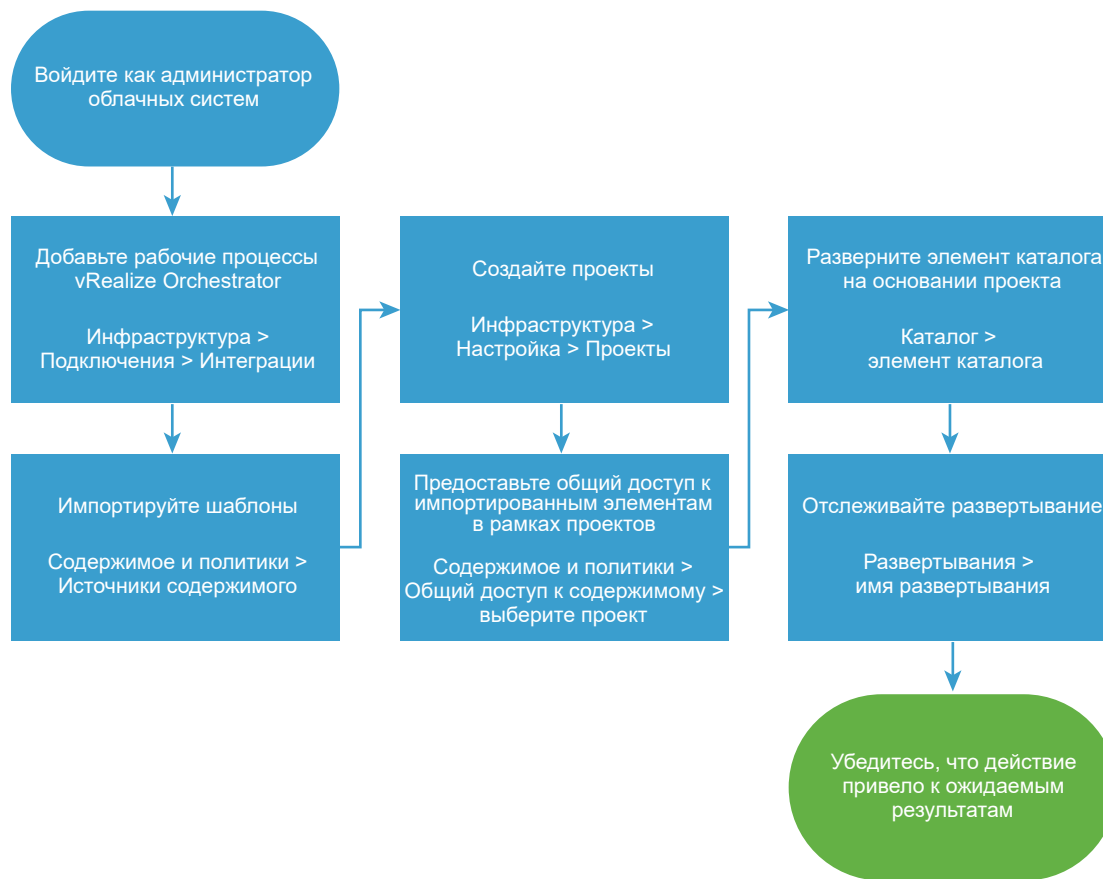 Войдите как администратор
облачных систем
Добавьте рабочие процессы
vRealize Orchestrator
Инфраструктура >
Подключения > Интеграции
Импортируйте шаблоны
Содержимое и политики >
Источники содержимого
Создайте проекты
Инфраструктура >
Настройка > Проекты
Предоставьте общий доступ к
импортированным элементам
в рамках проектов
Содержимое и политики >
Общий доступ к содержимому >
выберите проект
Разверните элемент каталога
на основании проекта
Каталог >
элемент каталога
Отслеживайте развертывание
Развертывания >
имя развертывания
Убедитесь, что действие
привело к ожидаемым
результатам